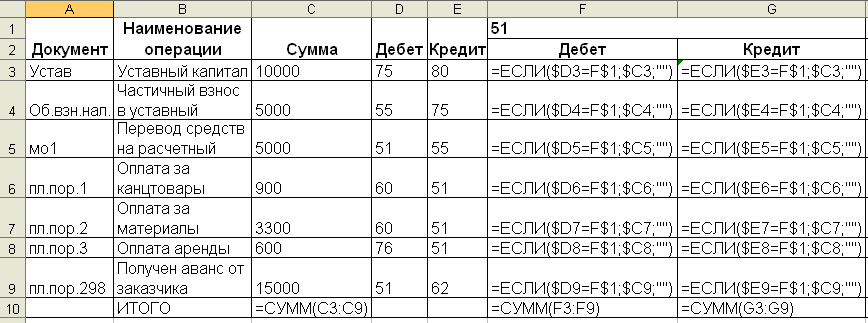 A B C D E F G
1 Наименование 51
2 Документ операции Сумма Дебет Кредит Дебет Кредит
3 Устав Уставный капитал 10000 75 80 =ЕСЛИ($D3=F$1;$C3;"") =ЕСЛИ($E3=F$1;$C3;"")
Частичный взнос
4 Об.взн.нал. в уставный 5000 55 75 =ЕСЛИ($D4=F$1;$C4;"") =ЕСЛИ($E4=F$1;$C4;"")
Перевод средств
5 мо1 на расчетный 5000 51 55 =ЕСЛИ($D5=F$1;$C5;"") =ЕСЛИ($E5=F$1;$C5;"")
Оплата за
6 пл.пор.1 канцтовары 900 60 51 =ЕСЛИ($D6=F$1;$C6;"") =ЕСЛИ($E6=F$1;$C6;"")
Оплата за
7 пл.пор.2 материалы 3300 60 51 =ЕСЛИ($D7=F$1;$C7;"") =ЕСЛИ($E7=F$1;$C7;"")
8 пл.пор.3 Оплата аренды 600 76 51 =ЕСЛИ($D8=F$1;$C8;"") =ЕСЛИ($E8=F$1;$C8;"")
Получен аванс от
9 пл.пор.298 заказчика 15000 51 62 =ЕСЛИ($D9=F$1;$C9;"") =ЕСЛИ($E9=F$1;$C9;"")
10 ИТОГО =СУММ(C3:C9) =СУММ(F3:F9) =СУММ(G3:G9)